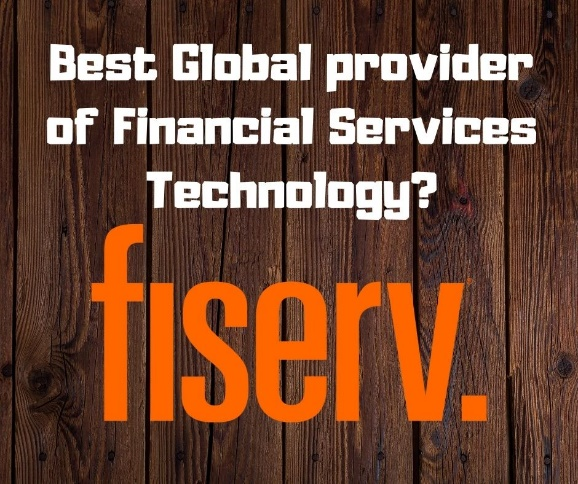 Best Global provider
of Financial Services
Technology?
fiserv.